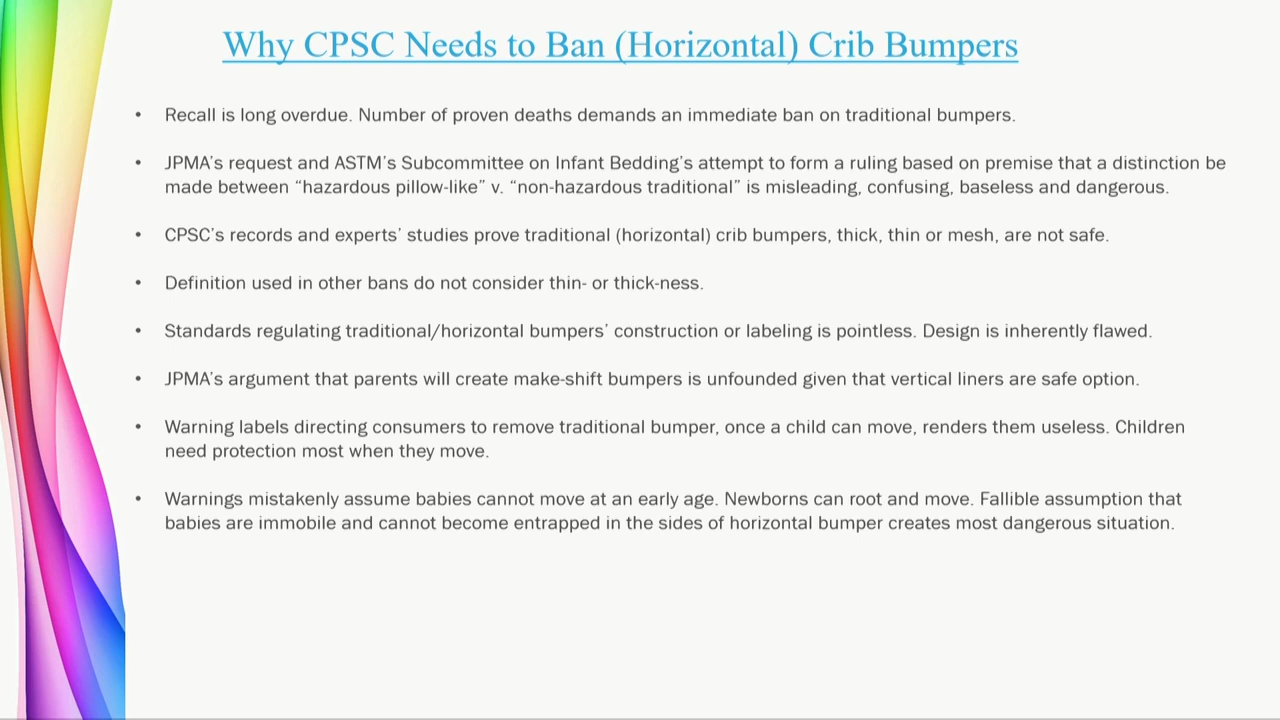 Why CPSC Needs to Ban (Horizontal) Crib Bumpers
• Recall is long overdue. Number of proven deaths demands an immediate ban on traditional bumpers.
• JPMA’s request and ASTM’s Subcommittee on Infant Bedding’s attempt to form a ruling based on premise that a distinction be
made between “hazardous pillow-like” v. “non-hazardous traditional” is misleading, confusing, baseless and dangerous.
• CPSC’s records and experts’ studies prove traditional (horizontal) crib bumpers, thick, thin or mesh, are not safe.
• Definition used in other bans do not consider thin- or thick-ness.
• Standards regulating traditional/horizontal bumpers’ construction or labeling is pointless. Design is inherently flawed.
• JPMA’s argument that parents will create make-shift bumpers is unfounded given that vertical liners are safe option.
• Warning labels directing consumers to remove traditional bumper, once a child can move, renders them useless. Children
need protection most when they move.
• Warnings mistakenly assume babies cannot move at an early age. Newborns can root and move. Fallible assumption that
babies are immobile and cannot become entrapped in the sides of horizontal bumper creates most dangerous situation.